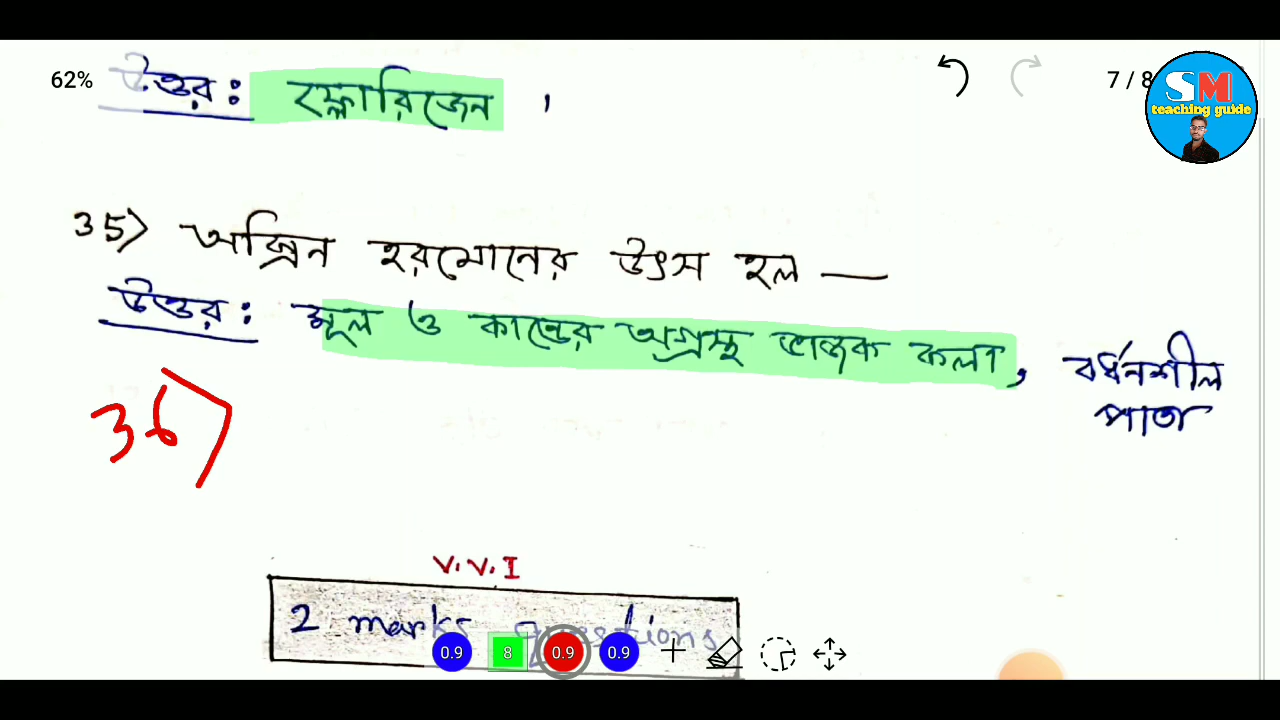 62%
7 / 8
SM
teaching guide
উত্তর : ফ্লোরিজেন ,
35) অক্সিন হরমোনের উৎস হল —
উত্তর : মূল ও কান্ডের অগ্রস্থ ভাজক কলা, বর্ধনশীল
পাতা
36)
V.V.I
2 marks questions
0.9 8 0.9 0.9